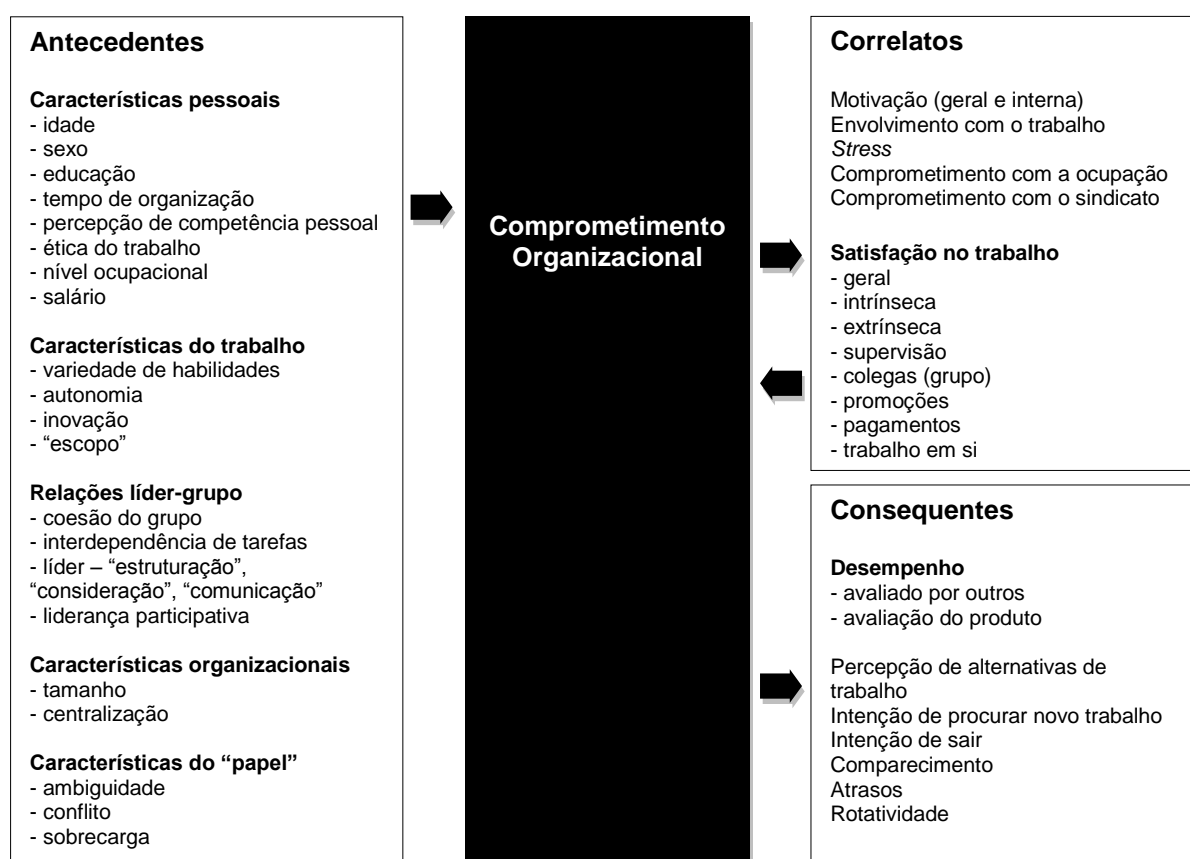 Antecedentes
Características pessoais
- idade
- sexo
- educação
- tempo de organização
- percepção de competência pessoal
- ética do trabalho
- nível ocupacional
- salário
Características do trabalho
- variedade de habilidades
- autonomia
- inovação
- “escopo”
Relações líder-grupo
- coesão do grupo
- interdependência de tarefas
- líder – “estruturação”,
“consideração”, “comunicação”
- liderança participativa
Características organizacionais
- tamanho
- centralização
Características do “papel”
- ambiguidade
- conflito
- sobrecarga
Comprometimento
Organizacional
Correlatos
Motivação (geral e interna)
Envolvimento com o trabalho
Stress
Comprometimento com a ocupação
Comprometimento com o sindicato
Satisfação no trabalho
- geral
- intrínseca
- extrínseca
- supervisão
- colegas (grupo)
- promoções
- pagamentos
- trabalho em si
Consequentes
Desempenho
- avaliado por outros
- avaliação do produto
Percepção de alternativas de
trabalho
Intenção de procurar novo trabalho
Intenção de sair
Comparecimento
Atrasos
Rotatividade